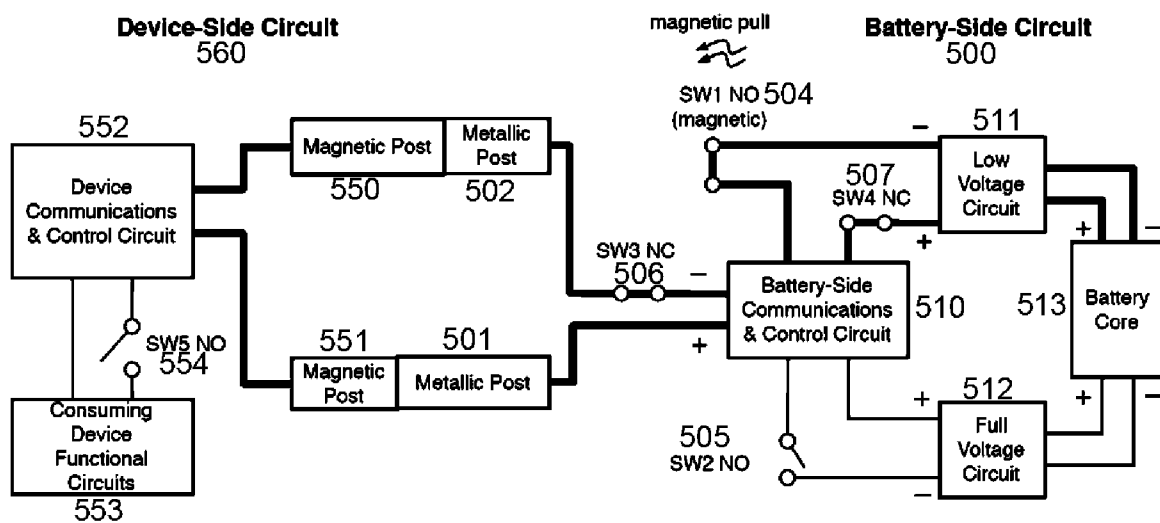 Device-Side Circuit
560
magnetic pull
Battery-Side Circuit
500
SW1 NO 504
(magnetic)
552
Device
Communications
& Control Circuit
Magnetic Post
550
Metallic
Post
502
–
511
Low
Voltage
Circuit
507
SW4 NC
+
SW3 NC
506
–
+
Battery-Side
Communications
& Control Circuit
510
+
–
513
Battery
Core
SW5 NO
554
551
Magnetic
Post
501
Metallic Post
Consuming
Device
Functional
Circuits
553
505
SW2 NO
+
512
Full
Voltage
Circuit
–
+
–